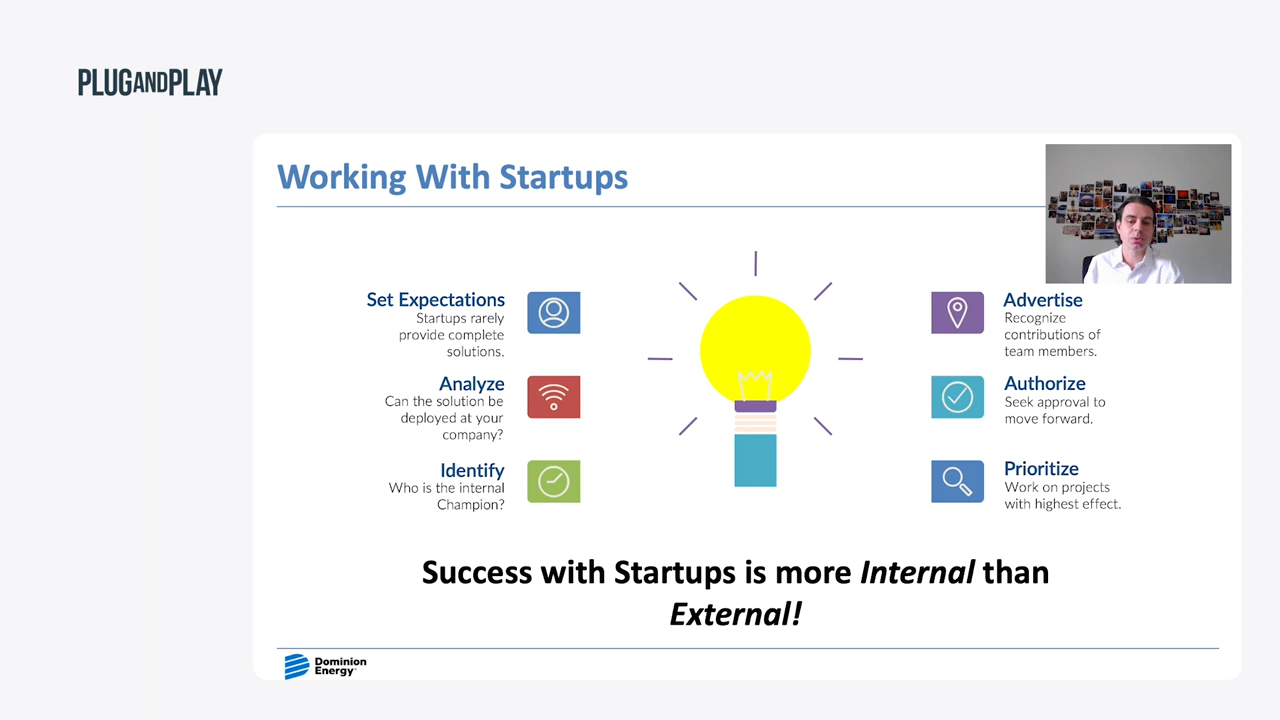 PLUGANDPLAY
Working With Startups
Set Expectations
Startups rarely
provide complete
solutions.
Analyze
Can the solution be
deployed at your
company?
Identify
Who is the internal
Champion?
Advertise
Recognize
contributions of
team members.
Authorize
Seek approval to
move forward.
Prioritize
Work on projects
with highest effect.
Success with Startups is more Internal than
External!
Dominion
Energy